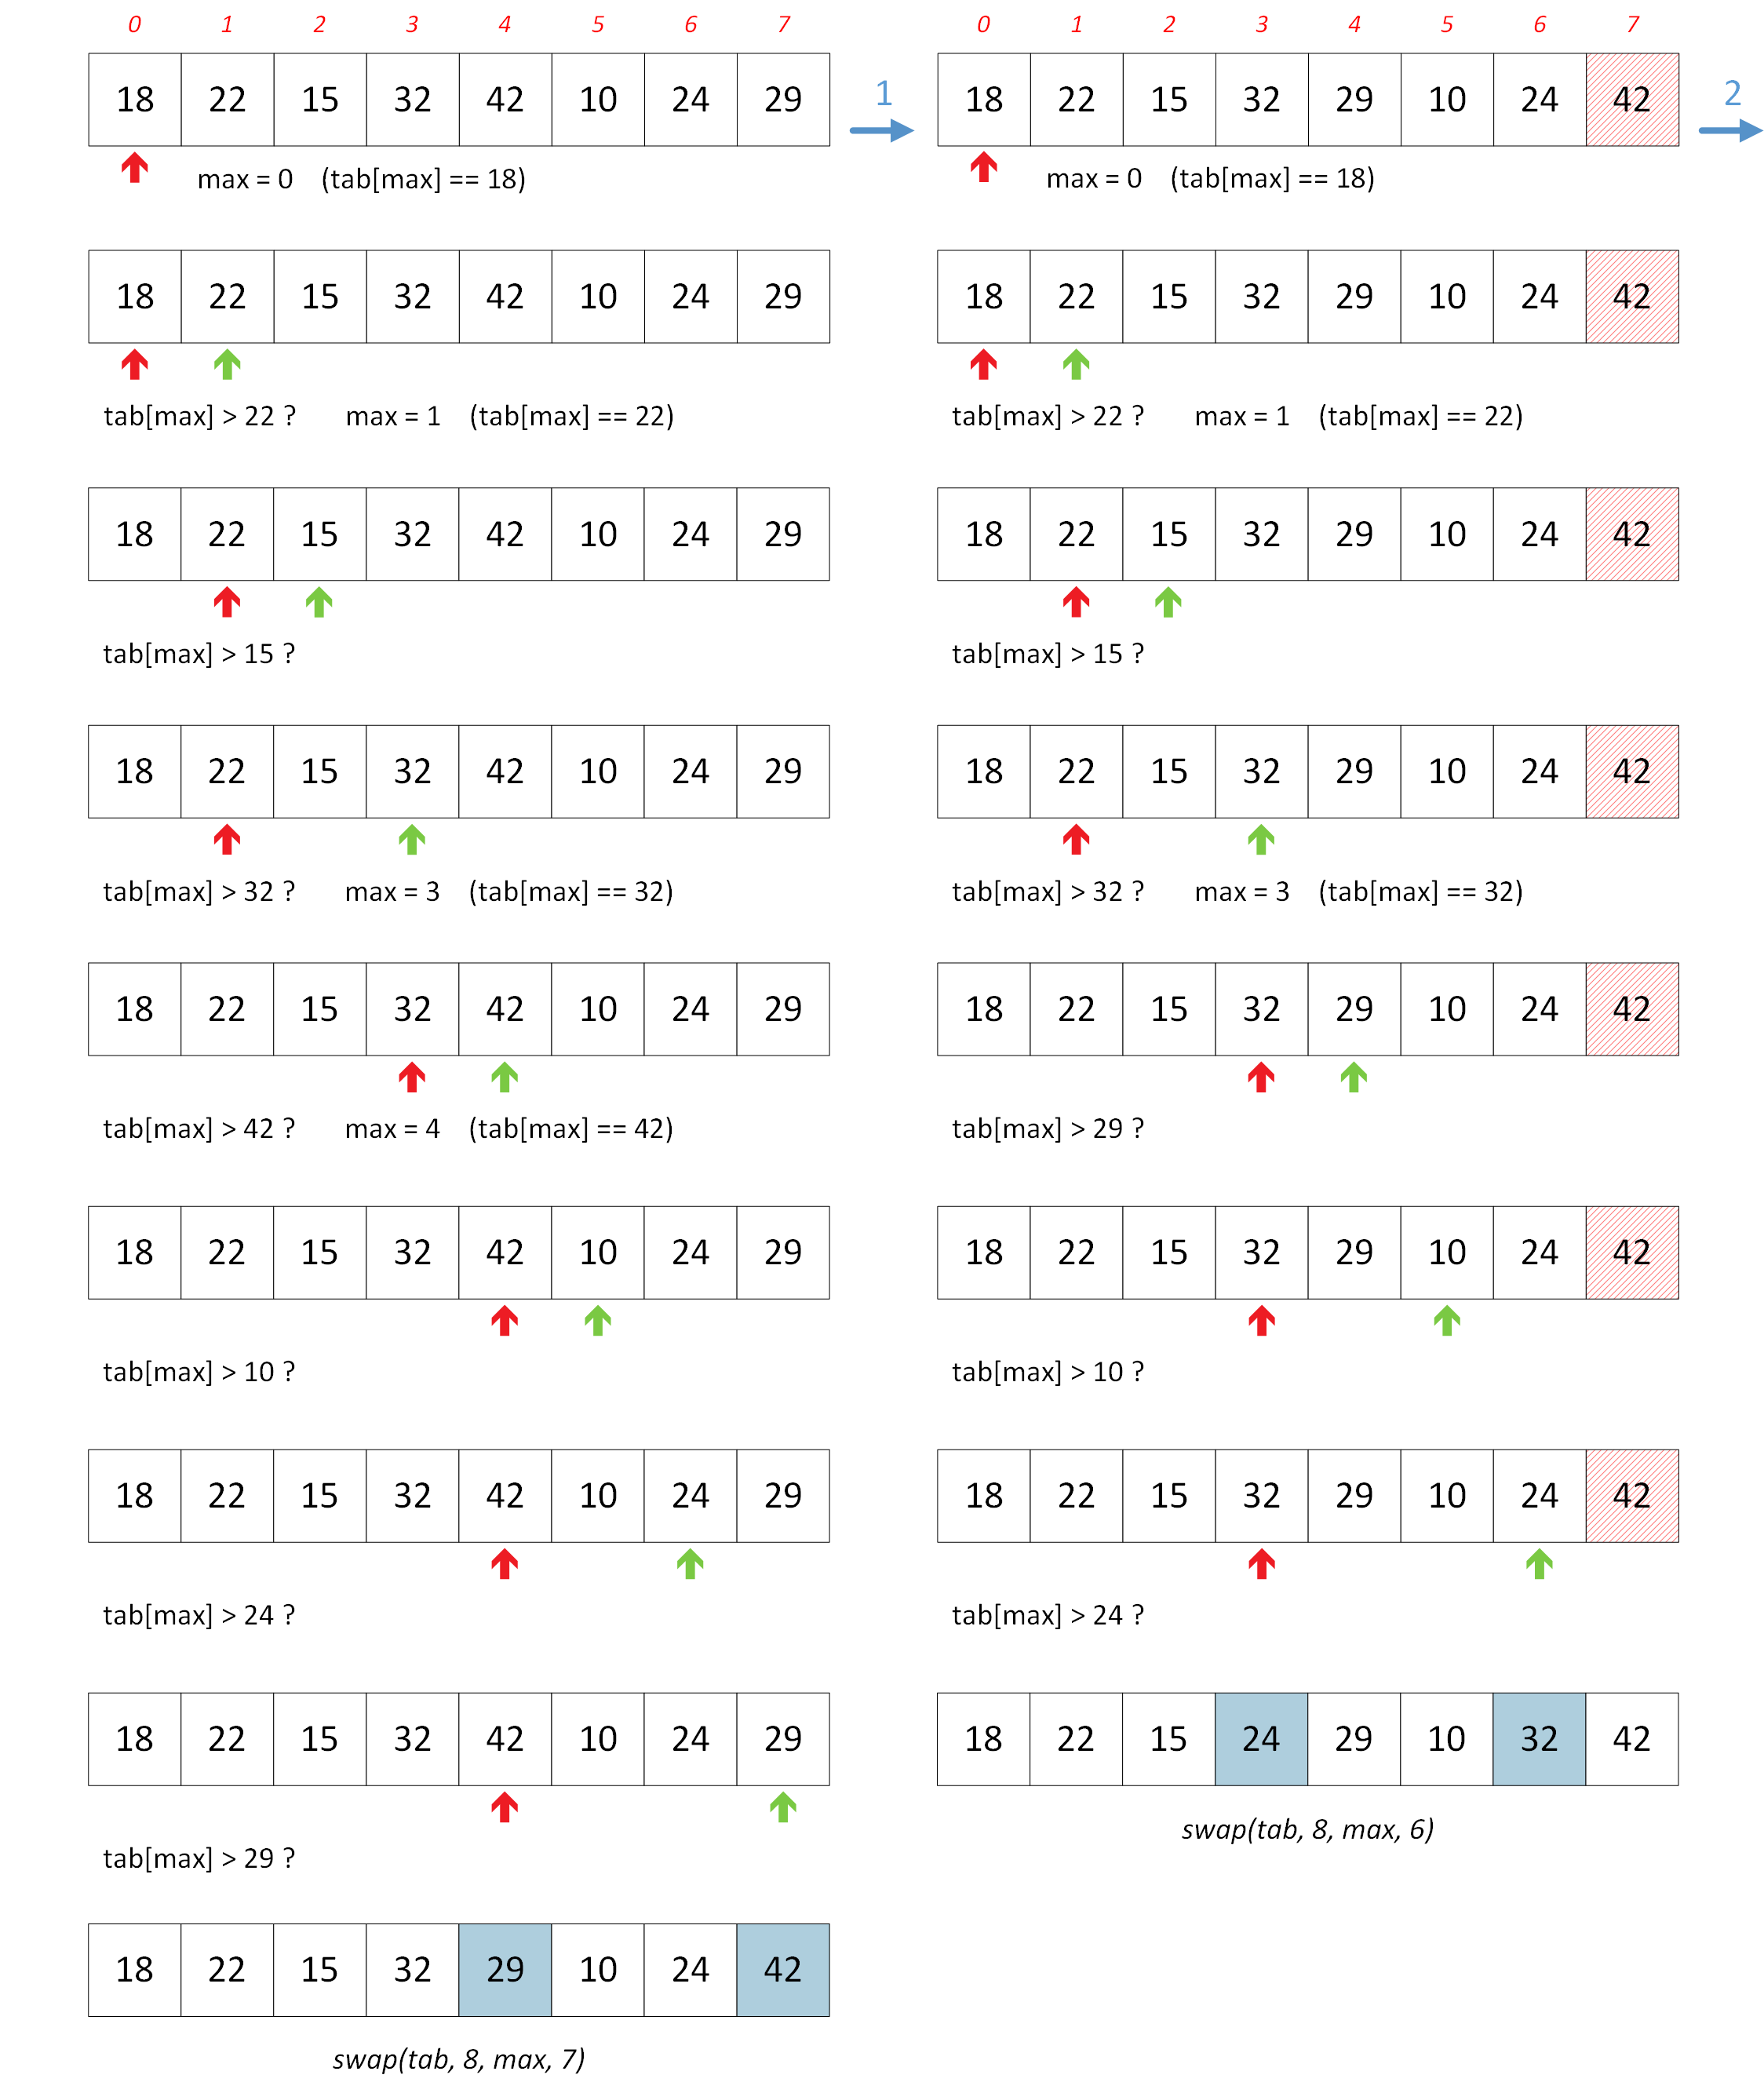 0 1 2 3 4 5 6 7
18 22 15 32 42 10 24 29
max = 0 (tab[max] == 18)
18 22 15 32 42 10 24 29
tab[max] > 22 ? max = 1 (tab[max] == 22)
18 22 15 32 42 10 24 29
tab[max] > 15 ?
18 22 15 32 42 10 24 29
tab[max] > 32 ? max = 3 (tab[max] == 32)
18 22 15 32 42 10 24 29
tab[max] > 42 ? max = 4 (tab[max] == 42)
18 22 15 32 42 10 24 29
tab[max] > 10 ?
18 22 15 32 42 10 24 29
tab[max] > 24 ?
18 22 15 32 42 10 24 29
tab[max] > 29 ?
18 22 15 32 29 10 24 42
swap(tab, 8, max, 7)
1
0 1 2 3 4 5 6 7
18 22 15 32 29 10 24 42
max = 0 (tab[max] == 18)
18 22 15 32 29 10 24 42
tab[max] > 22 ? max = 1 (tab[max] == 22)
18 22 15 32 29 10 24 42
tab[max] > 15 ?
18 22 15 32 29 10 24 42
tab[max] > 32 ? max = 3 (tab[max] == 32)
18 22 15 32 29 10 24 42
tab[max] > 29 ?
18 22 15 32 29 10 24 42
tab[max] > 10 ?
18 22 15 32 29 10 24 42
tab[max] > 24 ?
18 22 15 24 29 10 32 42
swap(tab, 8, max, 6)
2